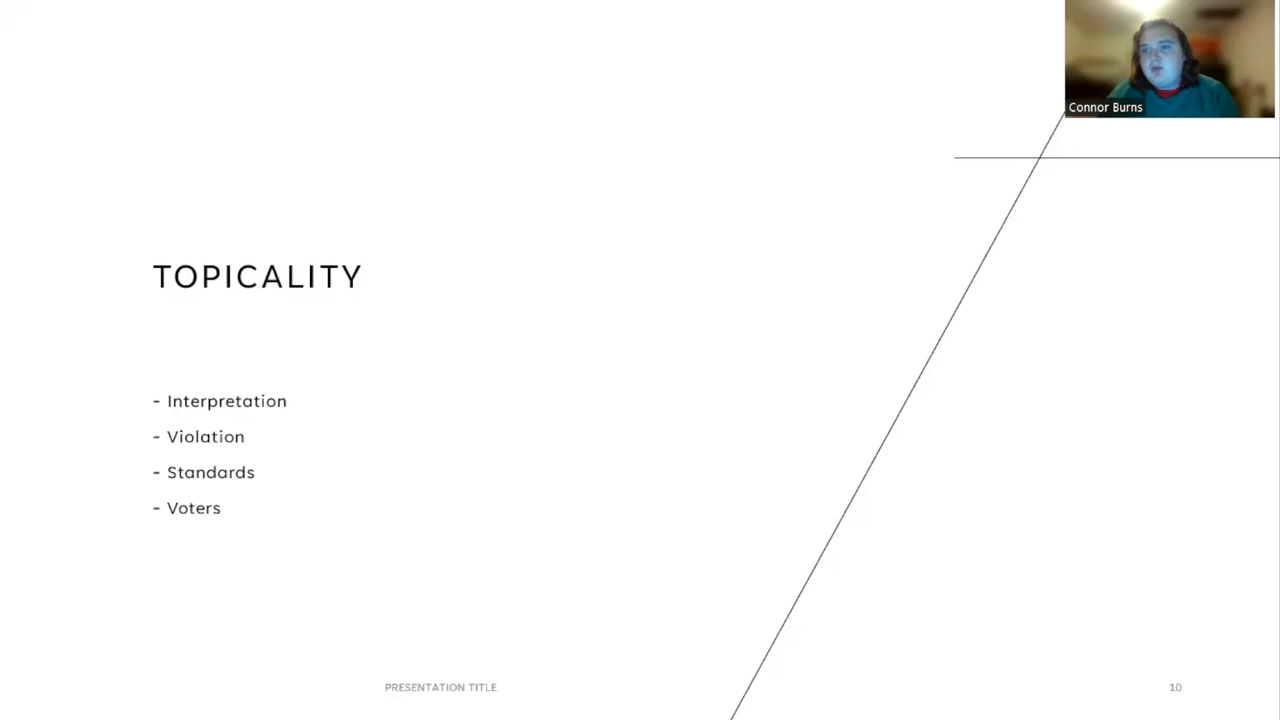 Connor Burns
TOPICALITY
- Interpretation
- Violation
- Standards
- Voters
PRESENTATION TITLE
10